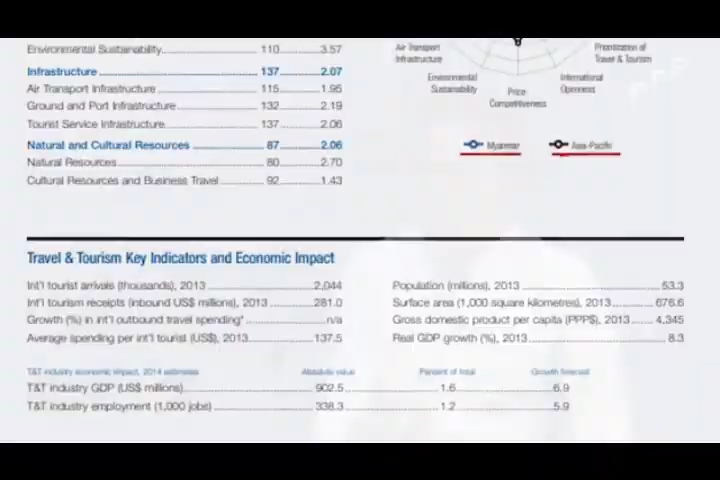 Environmental Sustainability 110 3.57
Infrastructure 137 2.07
Air Transport Infrastructure 115 1.95
Ground and Port Infrastructure 132 2.19
Tourist Service Infrastructure 137 2.06
Natural and Cultural Resources 87 2.06
Natural Resources 80 2.70
Cultural Resources and Business Travel 92 1.43
Air Transport
Infrastructure
Environmental
Sustainability
Price
Competitiveness
International
Openness
Prioritization of
Travel & Tourism
Myanmar
Asia-Pacific
Travel & Tourism Key Indicators and Economic Impact
Int'l tourist arrivals (thousands), 2013 2,044
Int'l tourism receipts (inbound US$ millions), 2013 281.0
Growth (%) in int'l outbound travel spending* n/a
Average spending per int'l tourist (US$), 2013 137.5
Population (millions), 2013 53.3
Surface area (1,000 square kilometres), 2013 676.6
Gross domestic product per capita (PPP$), 2013 4,345
Real GDP growth (%), 2013 8.3
T&T industry economic impact, 2014 estimates Absolute value Percent of total Growth forecast
T&T industry GDP (US$ millions) 902.5 1.6 6.9
T&T industry employment (1,000 jobs) 338.3 1.2 5.9